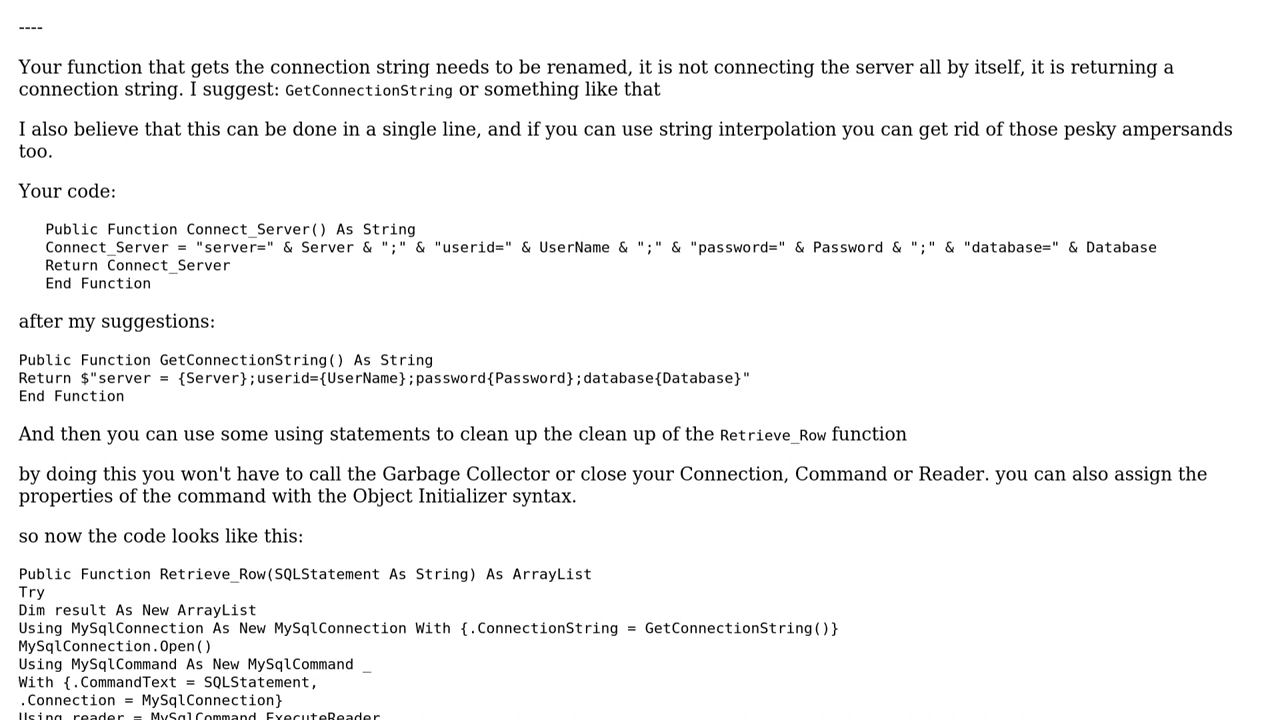 ----
Your function that gets the connection string needs to be renamed, it is not connecting the server all by itself, it is returning a
connection string. I suggest: GetConnectionString or something like that
I also believe that this can be done in a single line, and if you can use string interpolation you can get rid of those pesky ampersands
too.
Your code:
Public Function Connect_Server() As String
Connect_Server = "server=" & Server & ";" & "userid=" & UserName & ";" & "password=" & Password & ";" & "database=" & Database
Return Connect_Server
End Function
after my suggestions:
Public Function GetConnectionString() As String
Return $"server = {Server};userid={UserName};password{Password};database{Database}"
End Function
And then you can use some using statements to clean up the clean up of the Retrieve_Row function
by doing this you won't have to call the Garbage Collector or close your Connection, Command or Reader. you can also assign the
properties of the command with the Object Initializer syntax.
so now the code looks like this:
Public Function Retrieve_Row(SQLStatement As String) As ArrayList
Try
Dim result As New ArrayList
Using MySqlConnection As New MySqlConnection With {.ConnectionString = GetConnectionString()}
MySqlConnection.Open()
Using MySqlCommand As New MySqlCommand _
With {.CommandText = SQLStatement,
.Connection = MySqlConnection}
Using reader = MySqlCommand.ExecuteReader